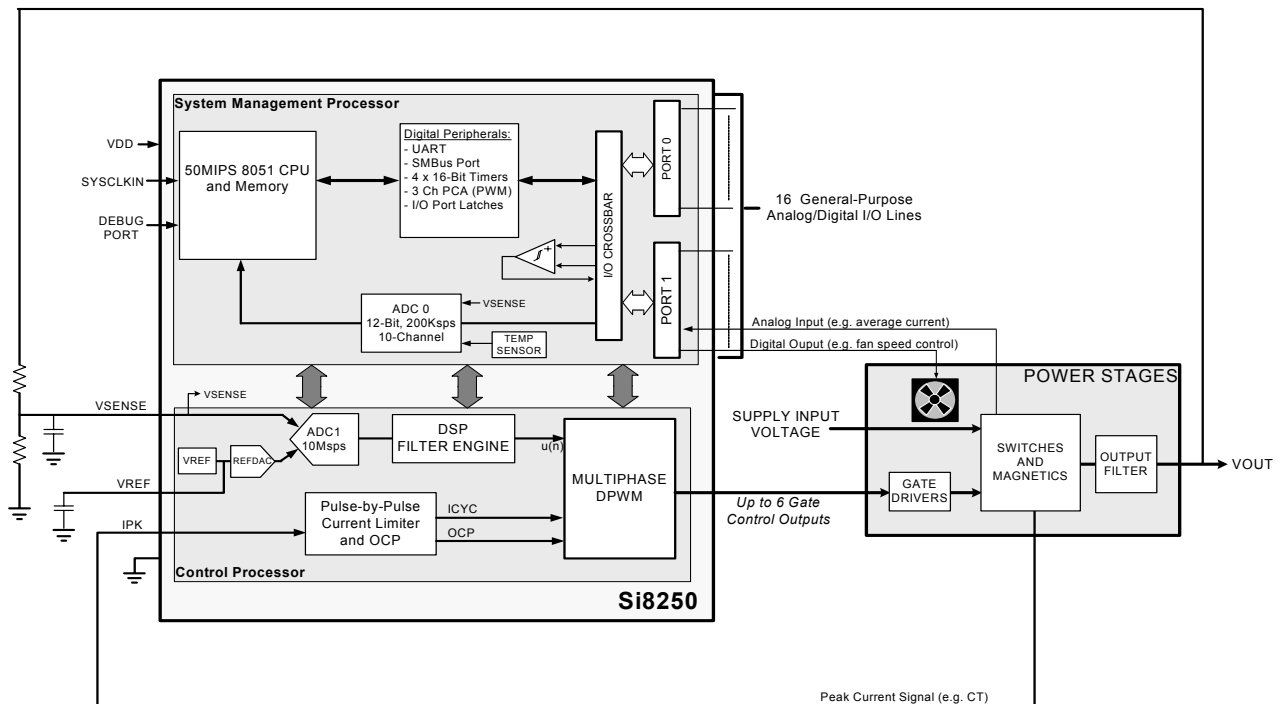 System Management Processor
VDD
SYSCLKIN
DEBUG
PORT
50MIPS 8051 CPU
and Memory
Digital Peripherals:
- UART
- SMBus Port
- 4 x 16-Bit Timers
- 3 Ch PCA (PWM)
- I/O Port Latches
I/O CROSSBAR
PORT 0
PORT 1
16 General-Purpose
Analog/Digital I/O Lines
+
ADC 0
12-Bit, 200Ksps
10-Channel
VSENSE
TEMP
SENSOR
Analog Input (e.g. average current)
Digital Ouput (e.g. fan speed control)
POWER STAGES
SUPPLY INPUT
VOLTAGE
SWITCHES
AND
MAGNETICS
OUTPUT
FILTER
VOUT
GATE
DRIVERS
Up to 6 Gate
Control Outputs
VSENSE
VSENSE
ADC1
10Msps
DSP
FILTER ENGINE
u(n)
VREF
REFDAC
MULTIPHASE
DPWM
VREF
IPK
Pulse-by-Pulse
Current Limiter
and OCP
ICYC
OCP
Control Processor
Si8250
Peak Current Signal (e.g. CT)